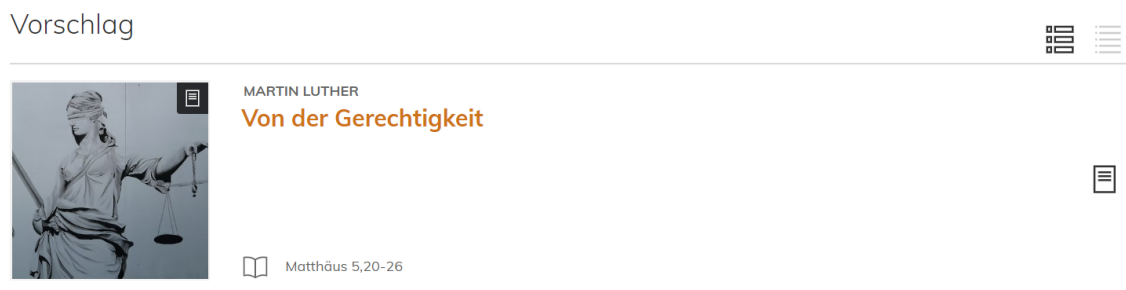 Vorschlag
MARTIN LUTHER
Von der Gerechtigkeit
Matthäus 5,20-26